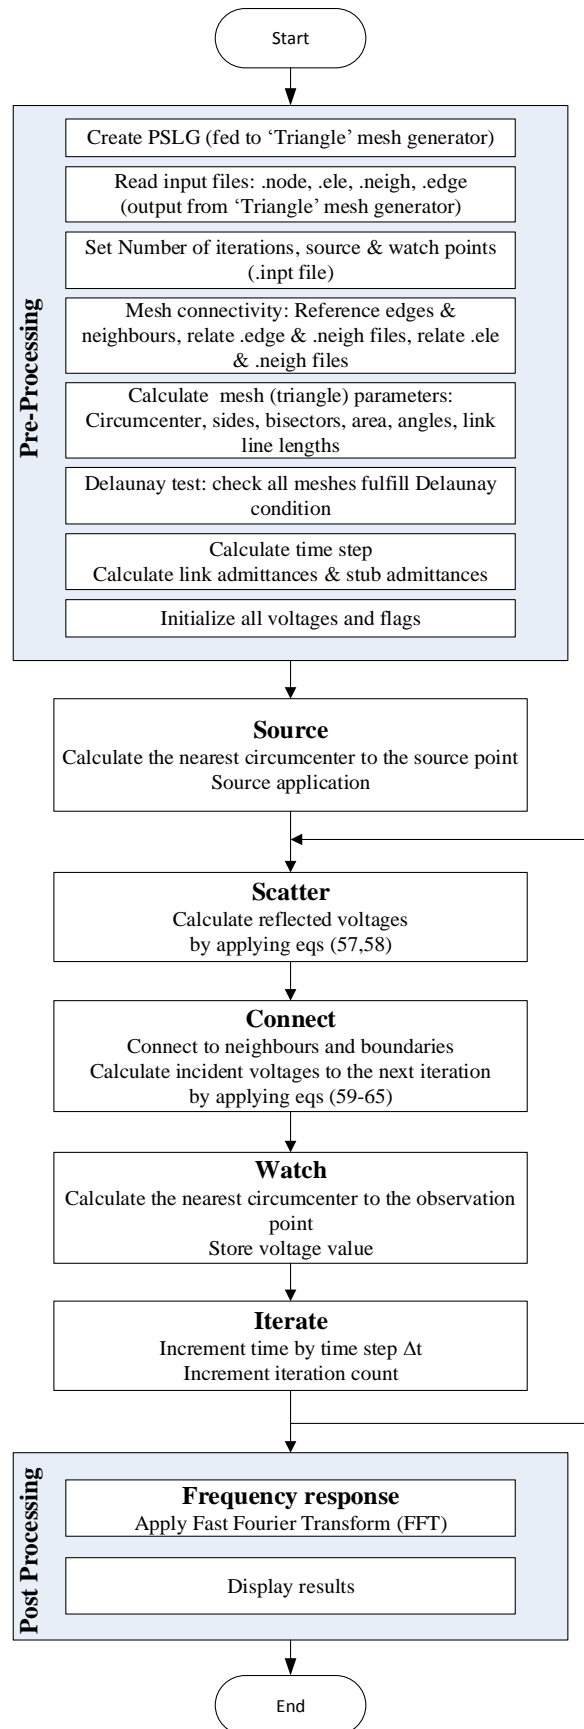 Start
Pre-Processing
Create PSLG (fed to ‘Triangle’ mesh generator)
Read input files: .node, .ele, .neigh, .edge
(output from ‘Triangle’ mesh generator)
Set Number of iterations, source & watch points
(.inpt file)
Mesh connectivity: Reference edges &
neighbours, relate .edge & .neigh files, relate .ele
& .neigh files
Calculate mesh (triangle) parameters:
Circumcenter, sides, bisectors, area, angles, link
line lengths
Delaunay test: check all meshes fulfill Delaunay
condition
Calculate time step
Calculate link admittances & stub admittances
Initialize all voltages and flags
Source
Calculate the nearest circumcenter to the source point
Source application
Scatter
Calculate reflected voltages
by applying eqs (57,58)
Connect
Connect to neighbours and boundaries
Calculate incident voltages to the next iteration
by applying eqs (59-65)
Watch
Calculate the nearest circumcenter to the observation
point
Store voltage value
Iterate
Increment time by time step Δt
Increment iteration count
Post Processing
Frequency response
Apply Fast Fourier Transform (FFT)
Display results
End